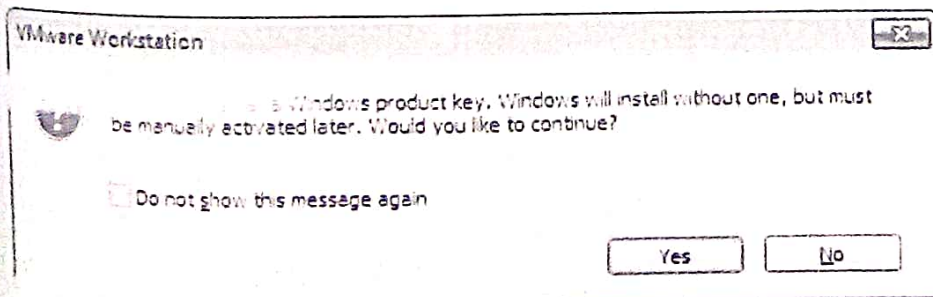 VMware Workstation
Windows product key. Windows will install without one, but must
be manually activated later. Would you like to continue?
Do not show this message again
Yes
No